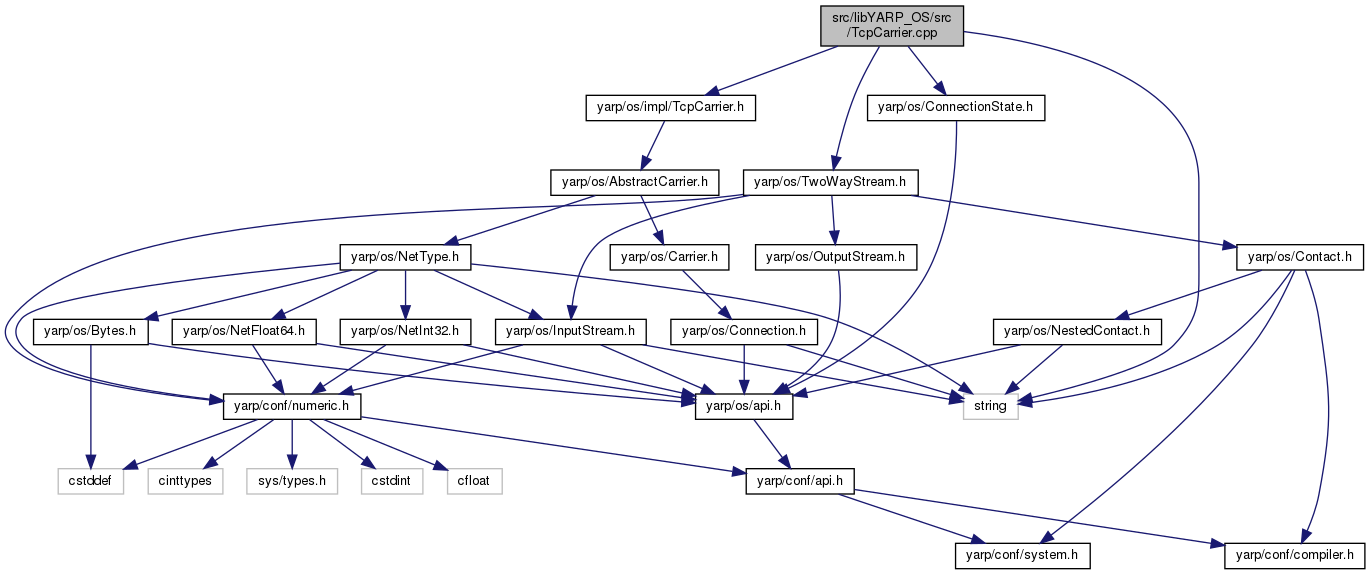 src/libYARP_OS/src
/TcpCarrier.cpp
yarp/os/impl/TcpCarrier.h
yarp/os/ConnectionState.h
yarp/os/AbstractCarrier.h
yarp/os/TwoWayStream.h
yarp/os/NetType.h
yarp/os/Carrier.h
yarp/os/OutputStream.h
yarp/os/Contact.h
yarp/os/Bytes.h
yarp/os/NetFloat64.h
yarp/os/NetInt32.h
yarp/os/InputStream.h
yarp/os/Connection.h
yarp/os/NestedContact.h
yarp/conf/numeric.h
yarp/os/api.h
string
cstddef
cinttypes
sys/types.h
cstdint
cfloat
yarp/conf/api.h
yarp/conf/system.h
yarp/conf/compiler.h